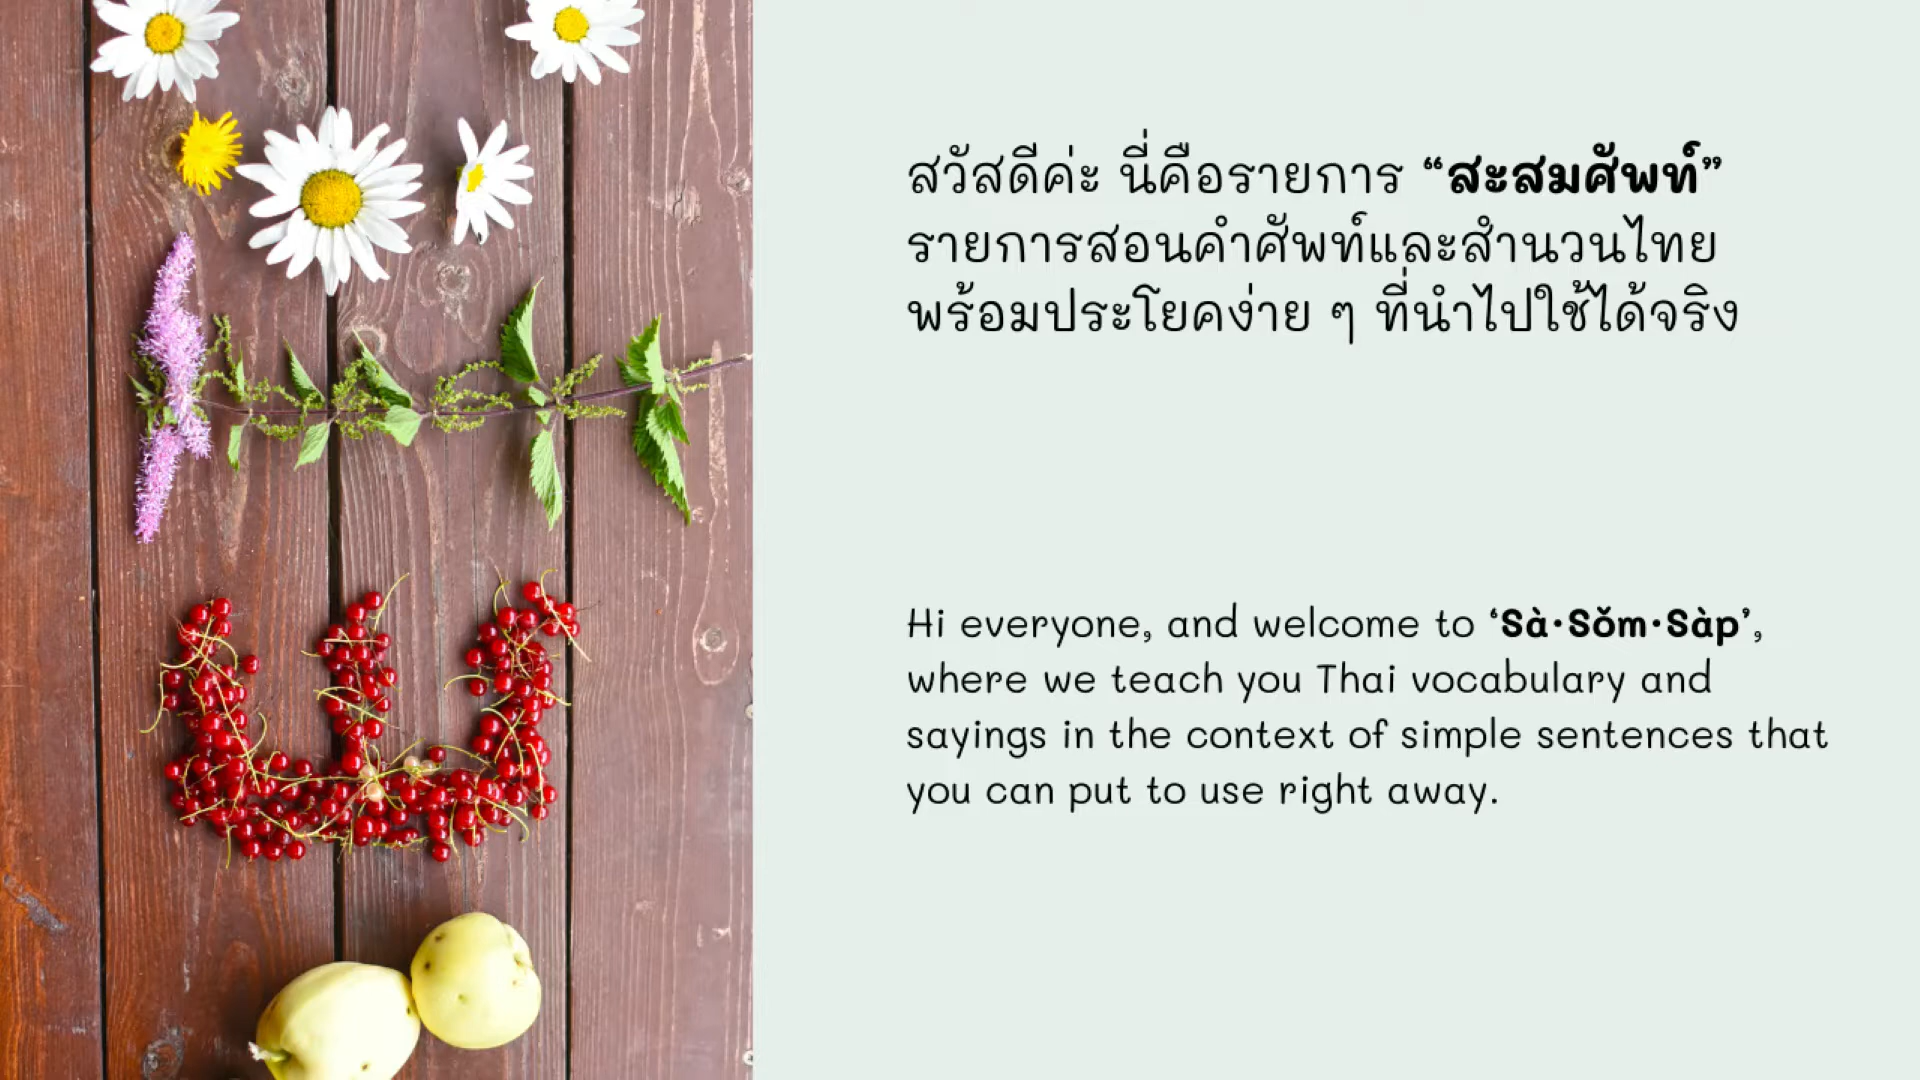 สวัสดีค่ะ นี่คือรายการ “สะสมศัพท์”
รายการสอนคำศัพท์และสำนวนไทย
พร้อมประโยคง่าย ๆ ที่นำไปใช้ได้จริง
Hi everyone, and welcome to ‘Sà·Sǒm·Sàp’,
where we teach you Thai vocabulary and
sayings in the context of simple sentences that
you can put to use right away.